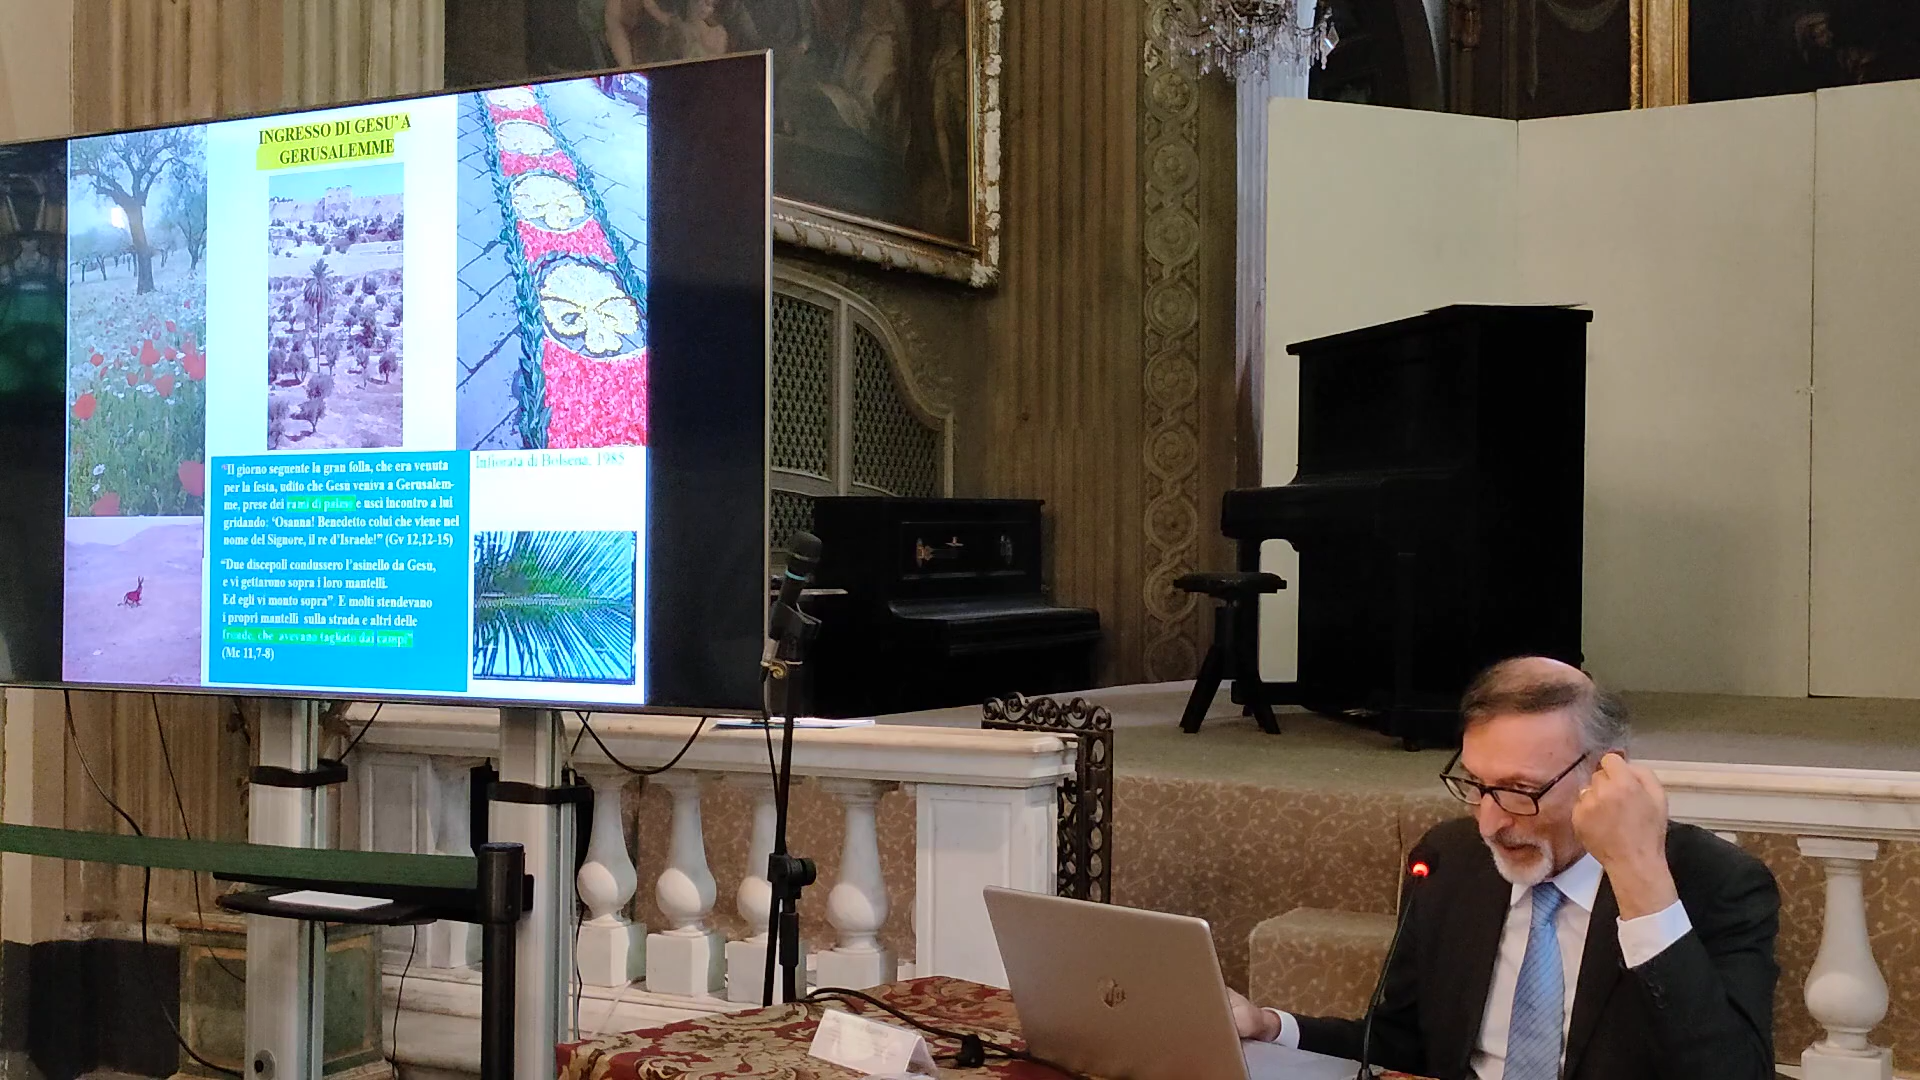 INGRESSO DI GESU' A
GERUSALEMME
"Il giorno seguente la gran folla, che era venuta
per la festa, udito che Gesù veniva a Gerusalem-
me, prese dei rami di palme e uscì incontro a lui
gridando: 'Osanna! Benedetto colui che viene nel
nome del Signore, il re d'Israele!" (Gv 12,12-15)
"Due discepoli condussero l'asinello da Gesù,
e vi gettarono sopra i loro mantelli.
Ed egli vi montò sopra". E molti stendevano
i propri mantelli sulla strada e altri delle
fronde, che avevano tagliato dai campi"
(Mc 11,7-8)
Infiorata di Bolsena, 1985
hp